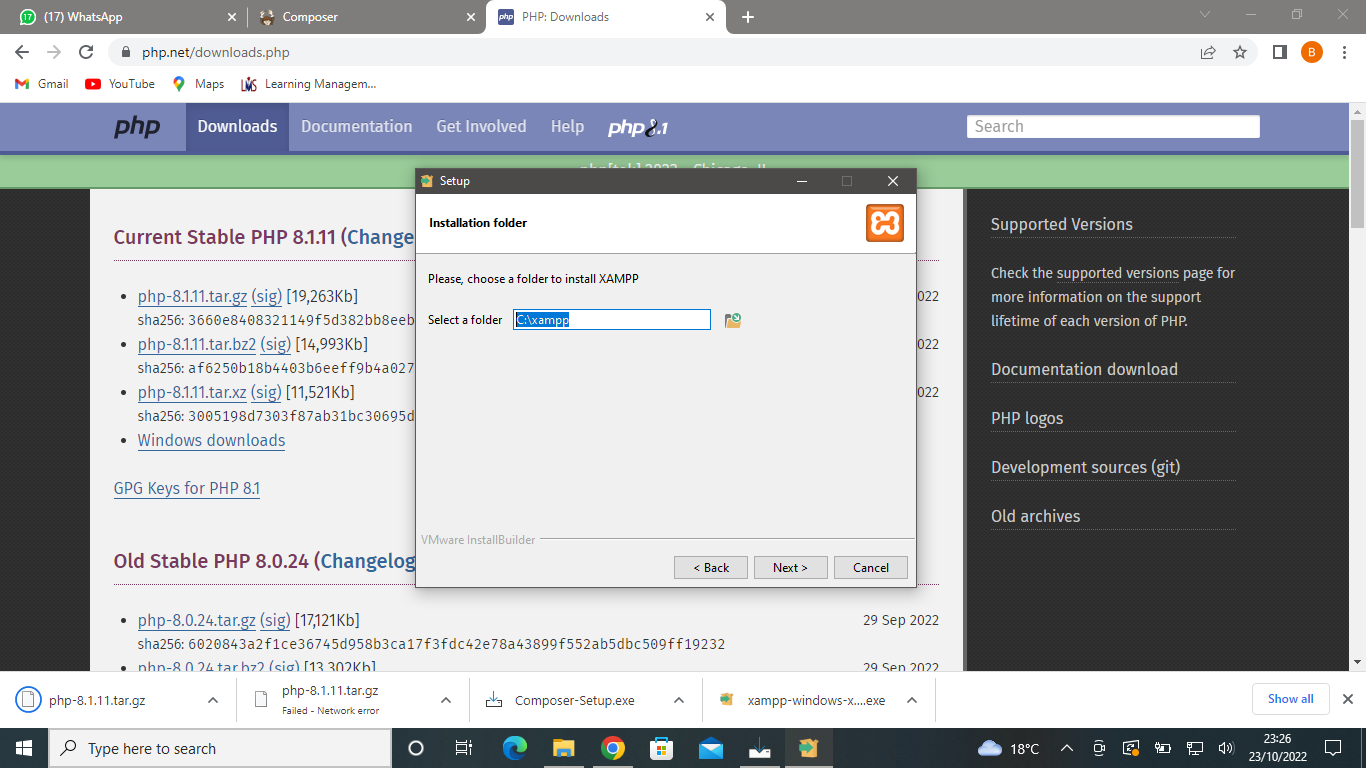 (17) WhatsApp
Composer
PHP: Downloads
php.net/downloads.php
B
Gmail
YouTube
Maps
Learning Managem...
php
Downloads
Documentation
Get Involved
Help
php8.1
Search
Setup
Installation folder
Please, choose a folder to install XAMPP
Select a folder
C:\xampp
VMware InstallBuilder
< Back
Next >
Cancel
Current Stable PHP 8.1.11 (Change
php-8.1.11.tar.gz (sig) [19,263Kb]
2022
sha256: 3660e8408321149f5d382bb8eeb
php-8.1.11.tar.bz2 (sig) [14,993Kb]
2022
sha256: af6250b18b4403b6eeff9b4a027
php-8.1.11.tar.xz (sig) [11,521Kb]
2022
sha256: 3005198d7303f87ab31bc30695d
Windows downloads
GPG Keys for PHP 8.1
Old Stable PHP 8.0.24 (Changelog
php-8.0.24.tar.gz (sig) [17,121Kb]
29 Sep 2022
sha256: 6020843a2f1ce36745d958b3ca17f3fdc42e78a43899f552ab5dbc509ff19232
php-8.0.24.tar.bz2 (sig) [13,302Kb]
29 Sep 2022
Supported Versions
Check the supported versions page for
more information on the support
lifetime of each version of PHP.
Documentation download
PHP logos
Development sources (git)
Old archives
php-8.1.11.tar.gz
php-8.1.11.tar.gz
Failed - Network error
Composer-Setup.exe
xampp-windows-x....exe
Show all
Type here to search
18°C
23:26
23/10/2022